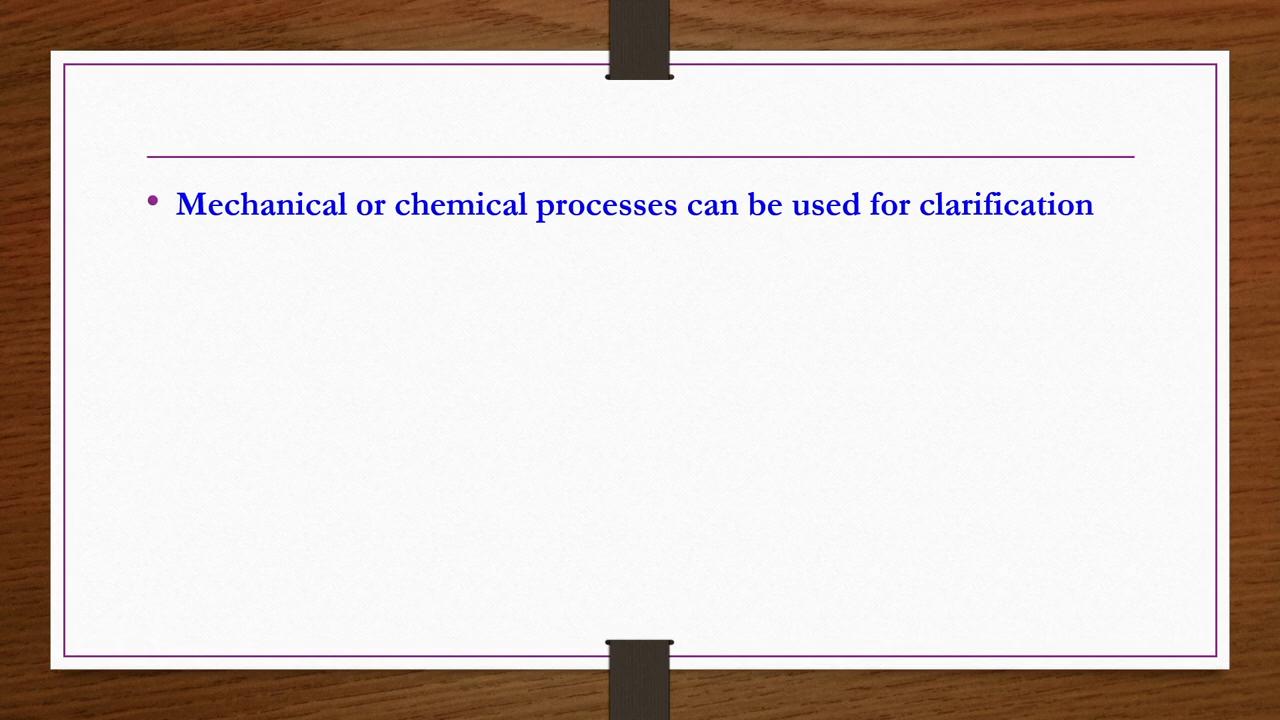 • Mechanical or chemical processes can be used for clarification